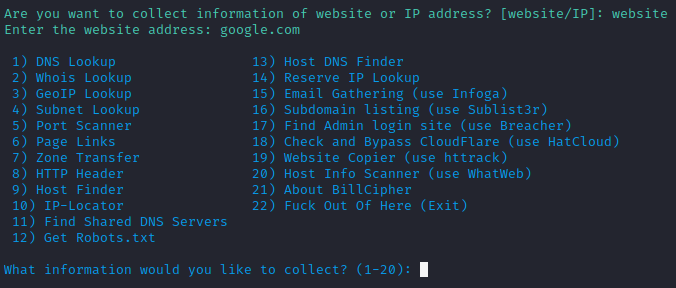 Are you want to collect information of website or IP address? [website/IP]: website
Enter the website address: google.com
1) DNS Lookup 13) Host DNS Finder
2) Whois Lookup 14) Reserve IP Lookup
3) GeoIP Lookup 15) Email Gathering (use Infoga)
4) Subnet Lookup 16) Subdomain listing (use Sublist3r)
5) Port Scanner 17) Find Admin login site (use Breacher)
6) Page Links 18) Check and Bypass CloudFlare (use HatCloud)
7) Zone Transfer 19) Website Copier (use httrack)
8) HTTP Header 20) Host Info Scanner (use WhatWeb)
9) Host Finder 21) About BillCipher
10) IP-Locator 22) Fuck Out Of Here (Exit)
11) Find Shared DNS Servers
12) Get Robots.txt
What information would you like to collect? (1-20):